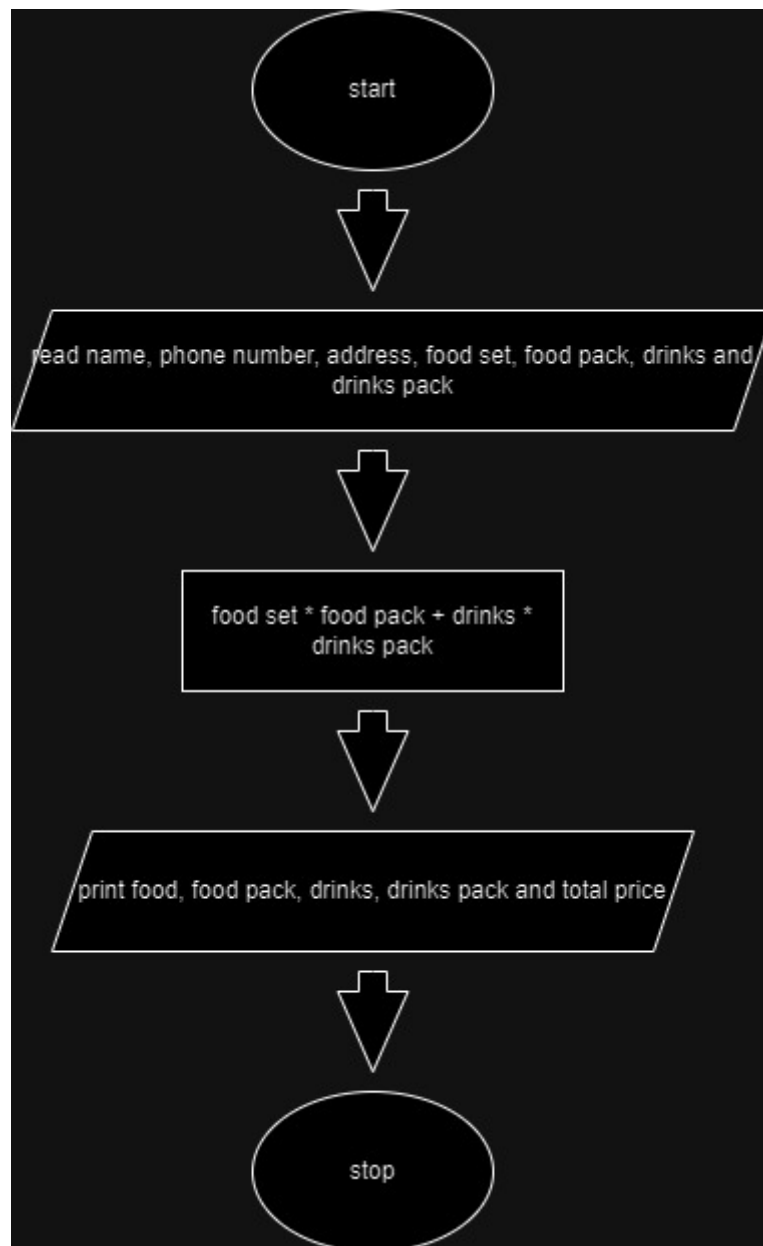 start
read name, phone number, address, food set, food pack, drinks and
drinks pack
food set * food pack + drinks *
drinks pack
print food, food pack, drinks, drinks pack and total price
stop